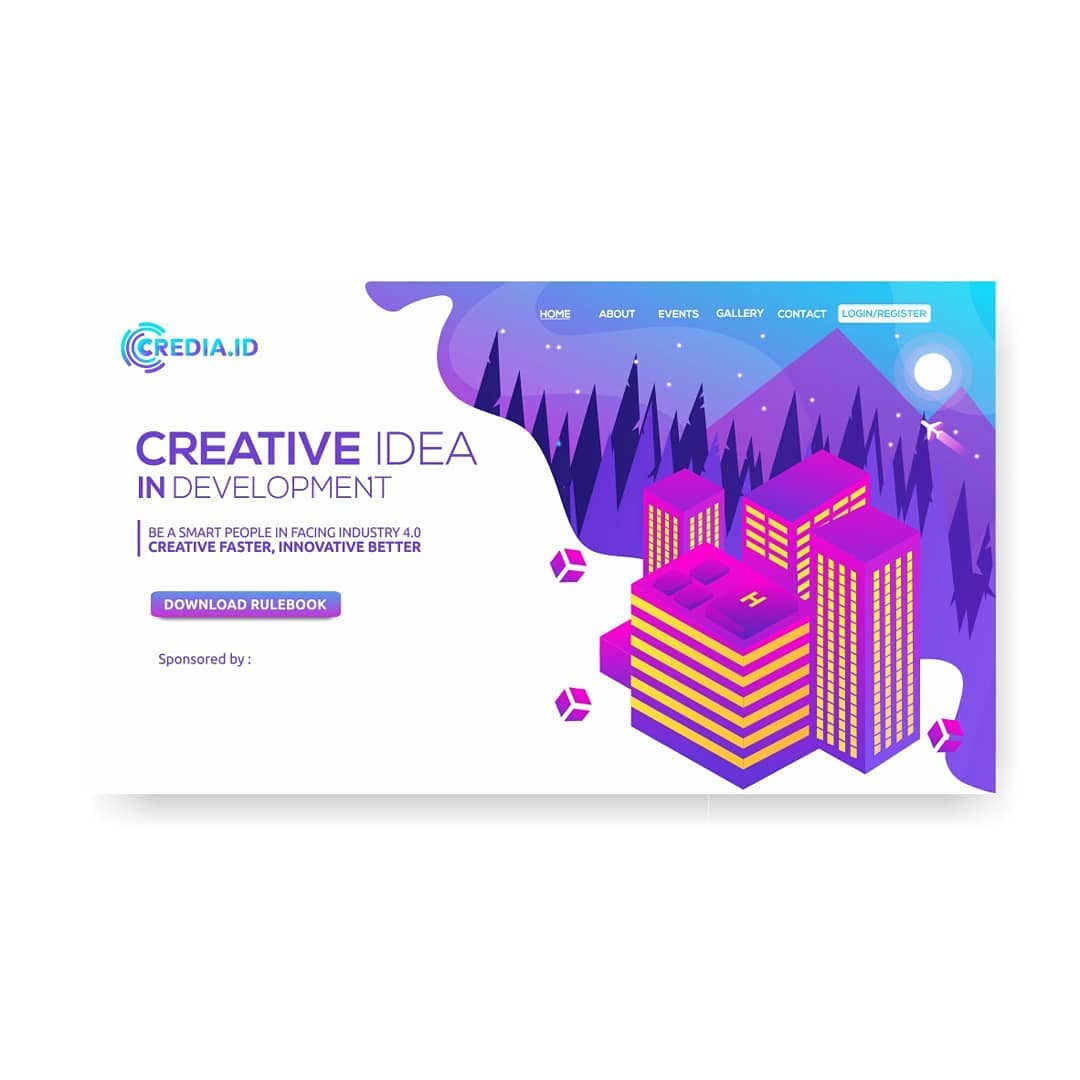 HOME ABOUT EVENTS GALLERY CONTACT LOGIN/REGISTER
CREDIA.ID
CREATIVE IDEA
IN DEVELOPMENT
BE A SMART PEOPLE IN FACING INDUSTRY 4.0
CREATIVE FASTER, INNOVATIVE BETTER
H
DOWNLOAD RULEBOOK
Sponsored by :